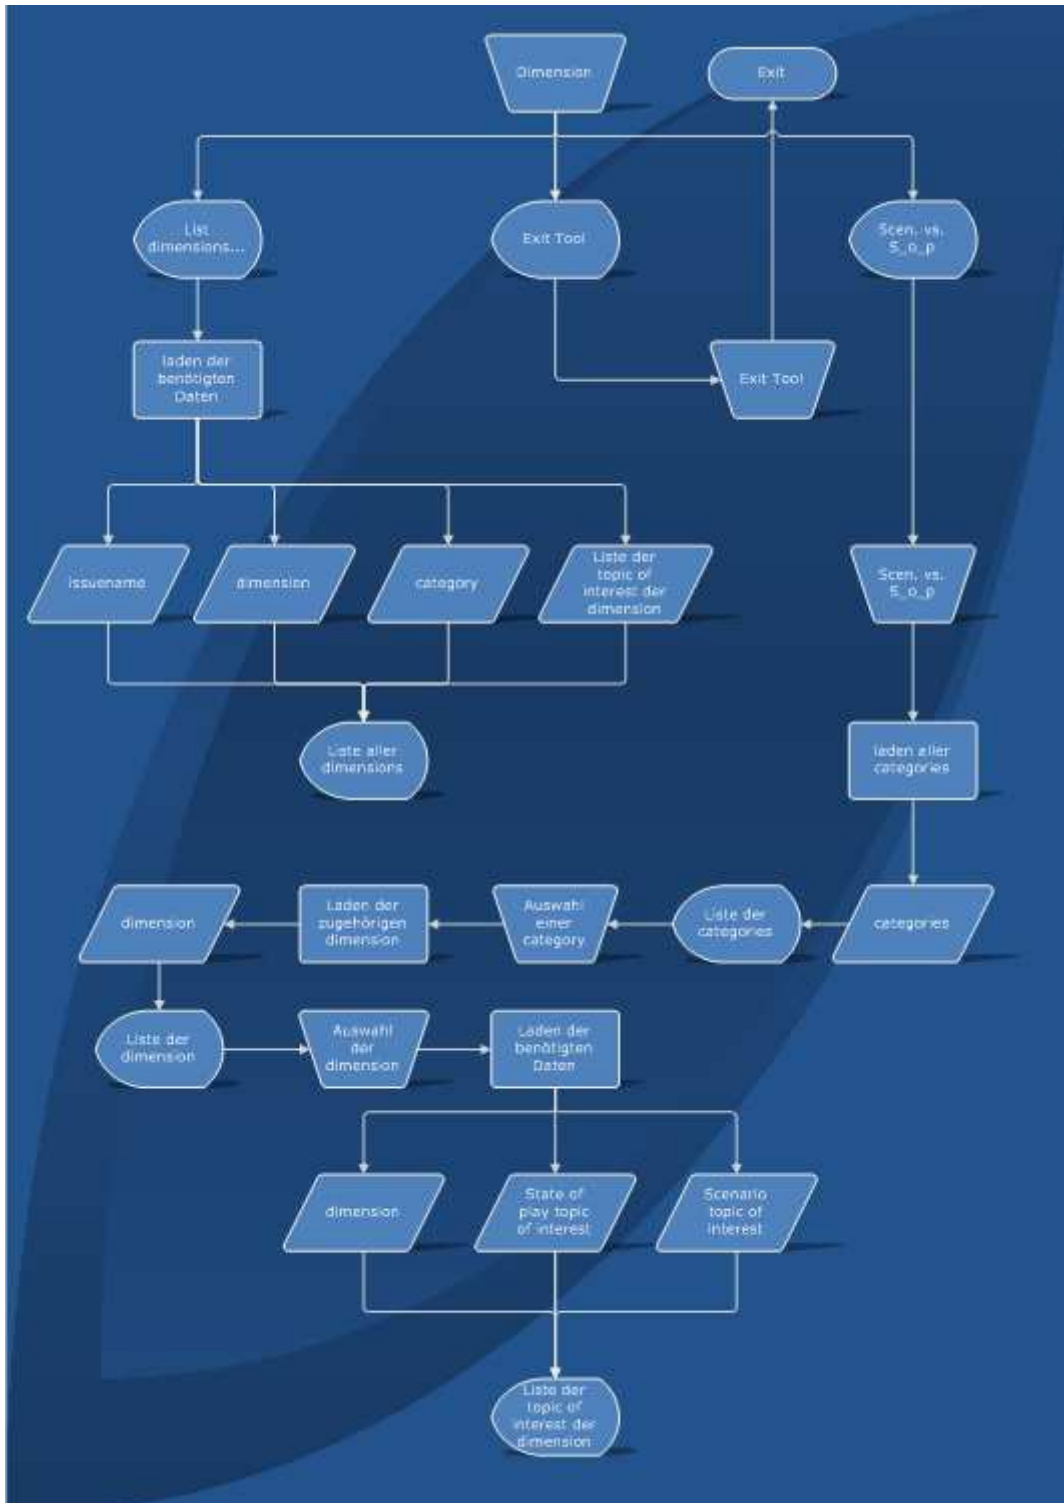 Dimension
Exit
List
dimensions...
Exit Tool
Scen. vs.
S_o_p
laden der
benötigten
Daten
Exit Tool
issuename
dimension
category
Liste der
topic of
interest der
dimension
Scen. vs.
S_o_p
Liste aller
dimensions
laden aller
categories
dimension
Laden der
zugehörigen
dimension
Auswahl
einer
category
Liste der
categories
categories
Liste der
dimension
Auswahl
der
dimension
Laden der
benötigten
Daten
dimension
State of
play topic
of interest
Scenario
topic of
interest
Liste der
topic of
interest der
dimension